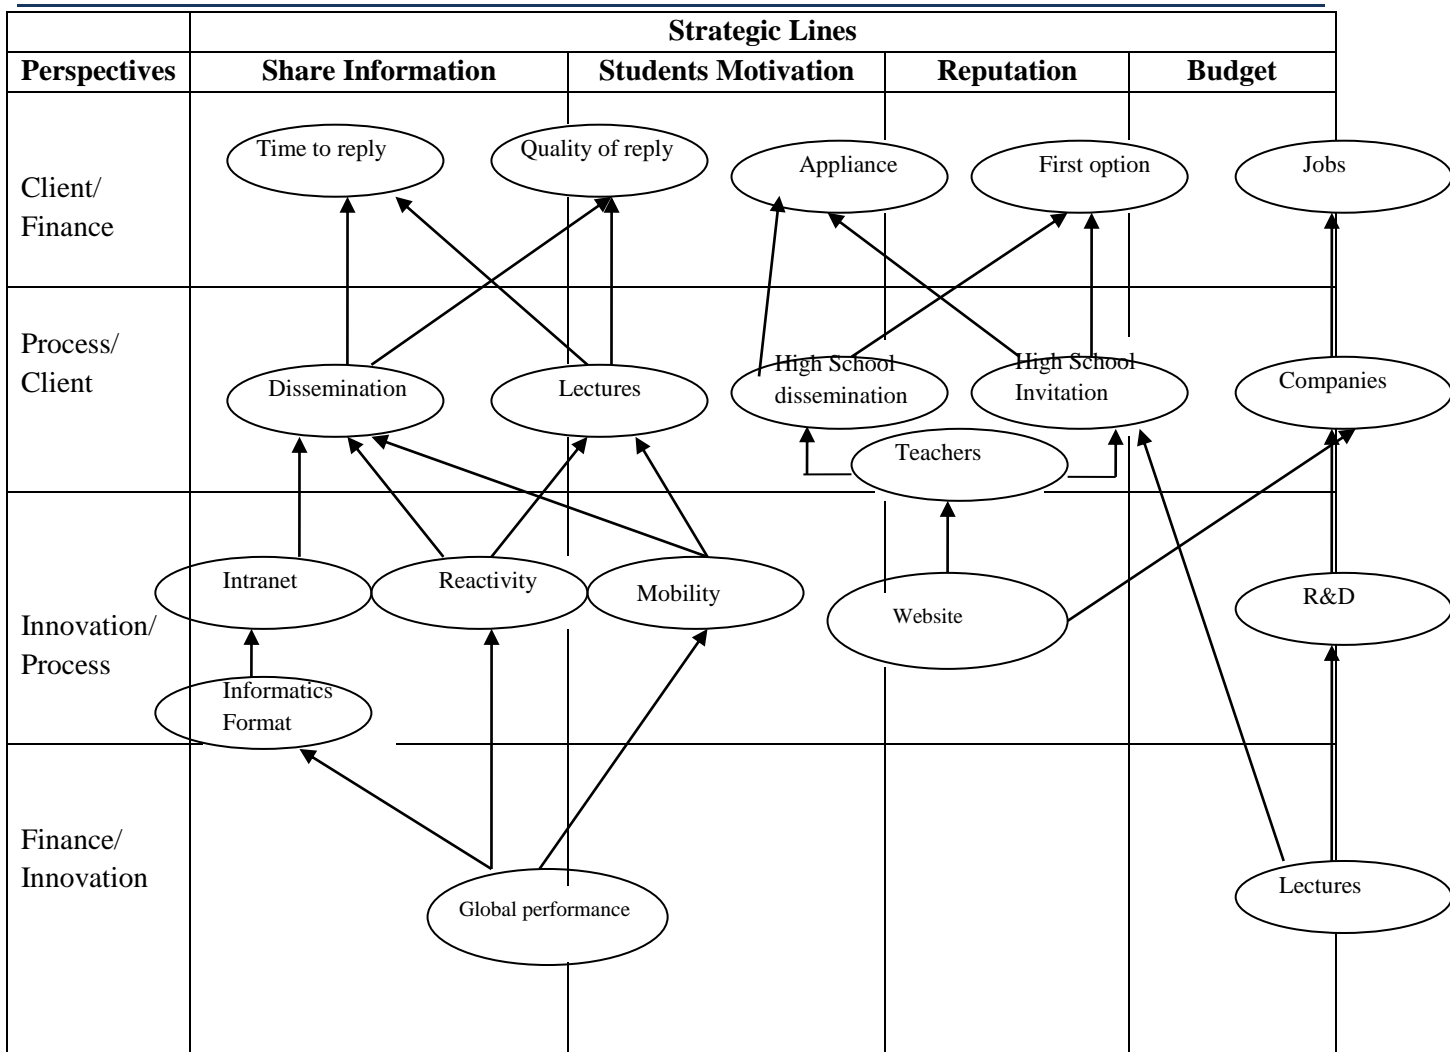 Strategic Lines
Perspectives Share Information Students Motivation Reputation Budget
Client/
Finance
Time to reply
Quality of reply
Appliance
First option
Jobs
Process/
Client
Dissemination
Lectures
High School
dissemination
High School
Invitation
Companies
Teachers
Innovation/
Process
Intranet
Reactivity
Mobility
Website
R&D
Informatics
Format
Finance/
Innovation
Global performance
Lectures